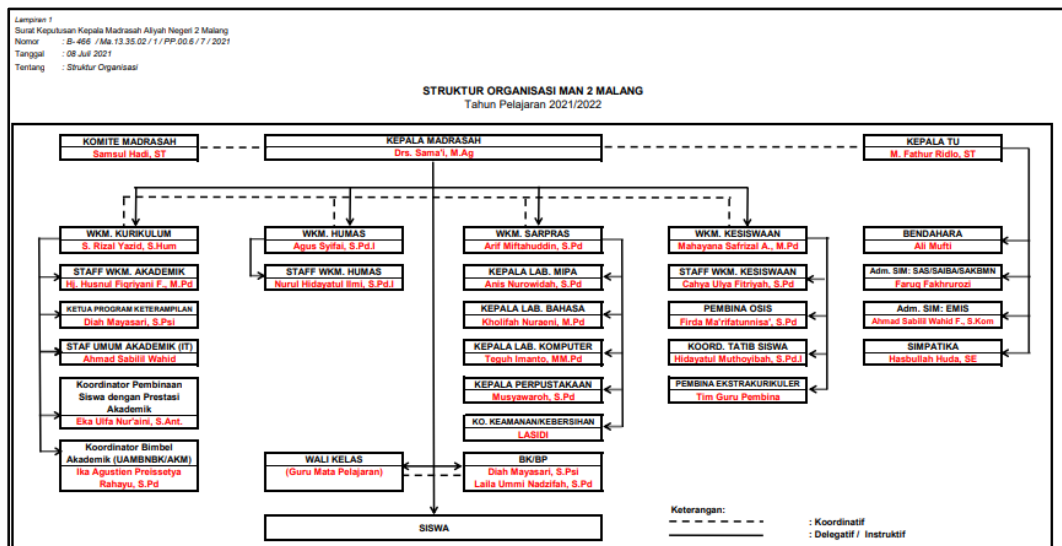 Lampiran 1
Surat Keputusan Kepala Madrasah Aliyah Negeri 2 Malang
Nomor : B- 466 / Ma.13.35.02 / 1 / PP.00.6 / 7 / 2021
Tanggal : 08 Juli 2021
Tentang : Struktur Organisasi
STRUKTUR ORGANISASI MAN 2 MALANG
Tahun Pelajaran 2021/2022
KOMITE MADRASAH
Samsul Hadi, ST
KEPALA MADRASAH
Drs. Sama'i, M.Ag
KEPALA TU
M. Fathur Ridlo, ST
WKM. KURIKULUM
S. Rizal Yazid, S.Hum
STAFF WKM. AKADEMIK
Hj. Husnul Fiqriyani F., M.Pd
KETUA PROGRAM KETERAMPILAN
Diah Mayasari, S.Psi
STAF UMUM AKADEMIK (IT)
Ahmad Sabilil Wahid
Koordinator Pembinaan
Siswa dengan Prestasi
Akademik
Eka Ulfa Nur'aini, S.Ant.
Koordinator Bimbel
Akademik (UAMBNBK/AKM)
Ika Agustien Preissetya
Rahayu, S.Pd
WKM. HUMAS
Agus Syifai, S.Pd.I
STAFF WKM. HUMAS
Nurul Hidayatul Ilmi, S.Pd.I
WALI KELAS
(Guru Mata Pelajaran)
WKM. SARPRAS
Arif Miftahuddin, S.Pd
KEPALA LAB. MIPA
Anis Nurowidah, S.Pd
KEPALA LAB. BAHASA
Kholifah Nuraeni, M.Pd
KEPALA LAB. KOMPUTER
Teguh Imanto, MM.Pd
KEPALA PERPUSTAKAAN
Musyawaroh, S.Pd
KO. KEAMANAN/KEBERSIHAN
LASIDI
BK/BP
Diah Mayasari, S.Psi
Laila Ummi Nadzifah, S.Pd
WKM. KESISWAAN
Mahayana Safrizal A., M.Pd
STAFF WKM. KESISWAAN
Cahya Ulya Fitriyah, S.Pd
PEMBINA OSIS
Firda Ma'rifatunnisa', S.Pd
KOORD. TATIB SISWA
Hidayatul Muthoyibah, S.Pd.I
PEMBINA EKSTRAKURIKULER
Tim Guru Pembina
BENDAHARA
Ali Mufti
Adm. SIM: SAS/SAIBA/SAKBMN
Faruq Fakhrurozi
Adm. SIM: EMIS
Ahmad Sabilil Wahid F., S.Kom
SIMPATIKA
Hasbullah Huda, SE
SISWA
Keterangan:
: Koordinatif
: Delegatif / Instruktif